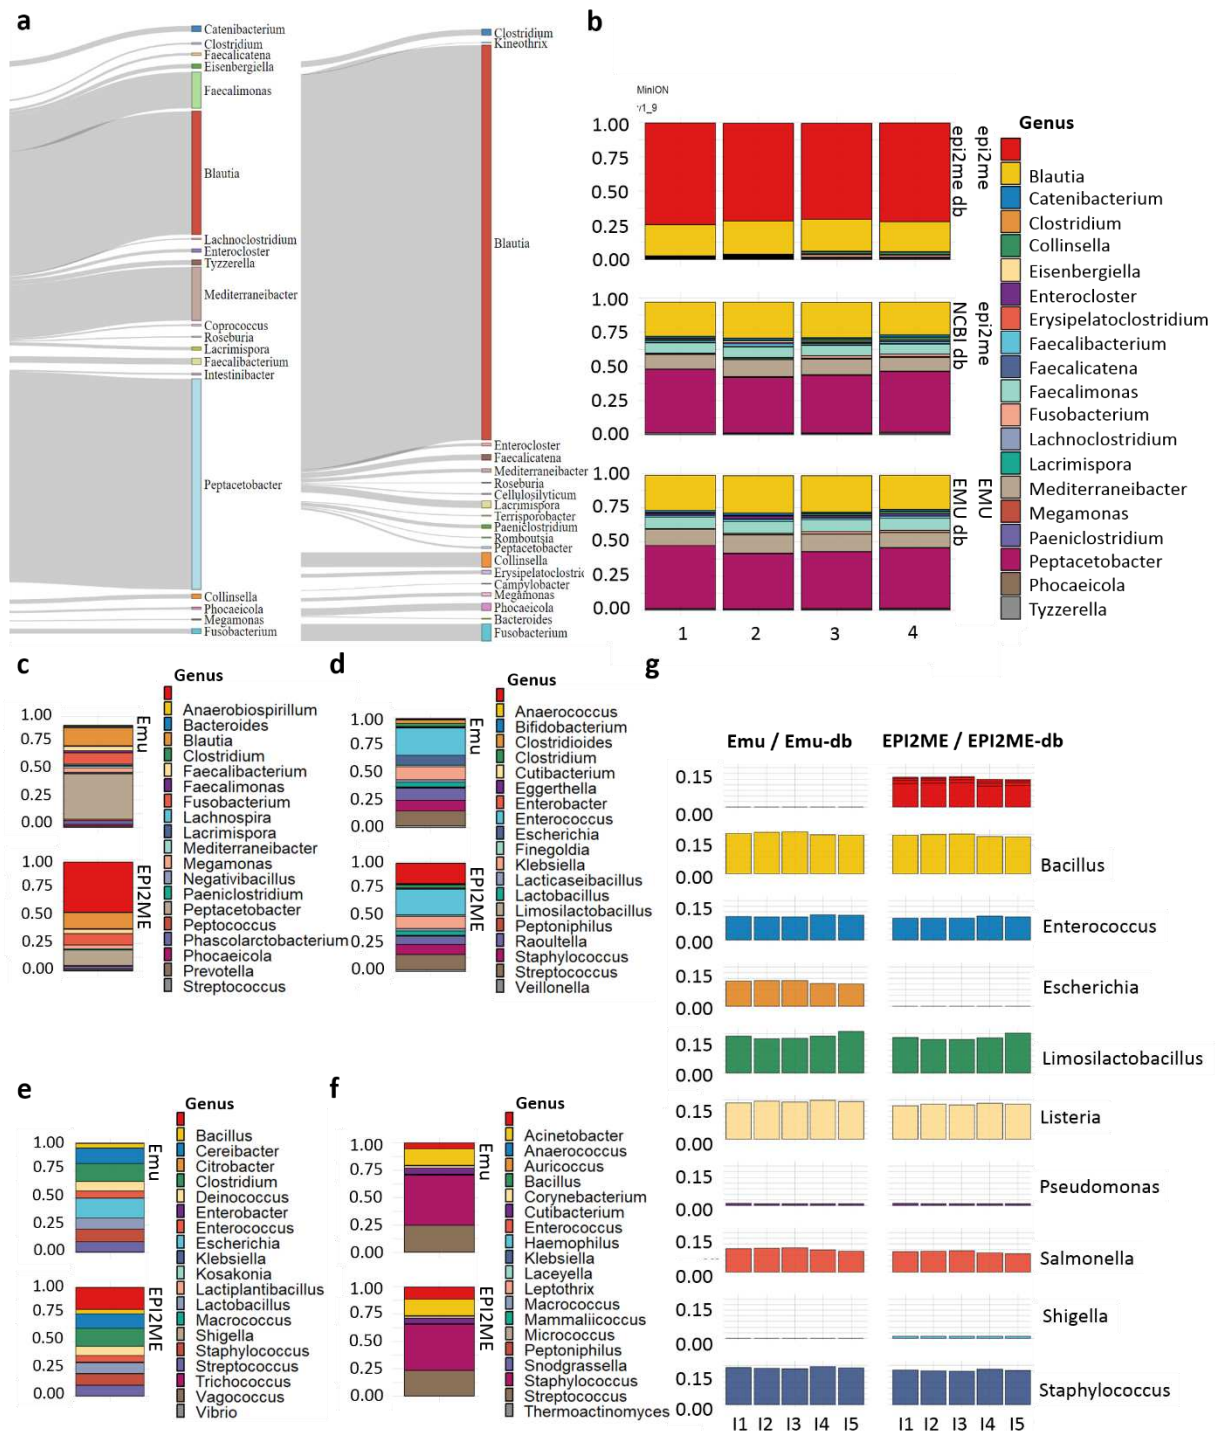 a
Catenibacterium
Clostridium
Faecalicatena
Eisenbergiella
Faecalimonas
Blautia
Lachnoclostridium
Enterocloster
Tyzzerella
Mediterraneibacter
Coprococcus
Roseburia
Lacrimispora
Faecalibacterium
Intestinibacter
Peptacetobacter
Collinsella
Phocaeicola
Megamonas
Fusobacterium
Clostridium
Kineothrix
Blautia
Enterocloster
Faecalicatena
Mediterraneibacter
Roseburia
Cellulosilyticum
Lacrimispora
Terrisporobacter
Paeniclostridium
Romboutsia
Peptacetobacter
Collinsella
Erysipelatoclostridi
Campylobacter
Megamonas
Phocaeicola
Bacteroides
Fusobacterium
b
MinION
r/1_9
1.00
0.75
0.50
0.25
0.00
epi2me
epi2me db
1.00
0.75
0.50
0.25
0.00
epi2me
NCBI db
1.00
0.75
0.50
0.25
0.00
EMU
EMU db
1 2 3 4
Genus
Blautia
Catenibacterium
Clostridium
Collinsella
Eisenbergiella
Enterocloster
Erysipelatoclostridium
Faecalibacterium
Faecalicatena
Faecalimonas
Fusobacterium
Lachnoclostridium
Lacrimispora
Mediterraneibacter
Megamonas
Paeniclostridium
Peptacetobacter
Phocaeicola
Tyzzerella
c
1.00
0.75
0.50
0.25
0.00
Emu
1.00
0.75
0.50
0.25
0.00
EPI2ME
Genus
Anaerobiospirillum
Bacteroides
Blautia
Clostridium
Faecalibacterium
Faecalimonas
Fusobacterium
Lachnospira
Lacrimispora
Mediterraneibacter
Megamonas
Negativibacillus
Paeniclostridium
Peptacetobacter
Peptococcus
Phascolarctobacterium
Phocaeicola
Prevotella
Streptococcus
d
1.00
0.75
0.50
0.25
0.00
Emu
1.00
0.75
0.50
0.25
0.00
EPI2ME
Genus
Anaerococcus
Bifidobacterium
Clostridioides
Clostridium
Cutibacterium
Eggerthella
Enterobacter
Enterococcus
Escherichia
Finegoldia
Klebsiella
Lacticaseibacillus
Lactobacillus
Limosilactobacillus
Peptoniphilus
Raoultella
Staphylococcus
Streptococcus
Veillonella
e
1.00
0.75
0.50
0.25
0.00
Emu
1.00
0.75
0.50
0.25
0.00
EPI2ME
Genus
Bacillus
Cereibacter
Citrobacter
Clostridium
Deinococcus
Enterobacter
Enterococcus
Escherichia
Klebsiella
Kosakonia
Lactiplantibacillus
Lactobacillus
Macrococcus
Shigella
Staphylococcus
Streptococcus
Trichococcus
Vagococcus
Vibrio
f
1.00
0.75
0.50
0.25
0.00
Emu
1.00
0.75
0.50
0.25
0.00
EPI2ME
Genus
Acinetobacter
Anaerococcus
Auricoccus
Bacillus
Corynebacterium
Cutibacterium
Enterococcus
Haemophilus
Klebsiella
Laceyella
Leptothrix
Macrococcus
Mammaliicoccus
Micrococcus
Peptoniphilus
Snodgrassella
Staphylococcus
Streptococcus
Thermoactinomyces
g
Emu / Emu-db EPI2ME / EPI2ME-db
0.15
0.00
0.15
0.00
Bacillus
0.15
0.00
Enterococcus
0.15
0.00
Escherichia
0.15
0.00
Limosilactobacillus
0.15
0.00
Listeria
0.15
0.00
Pseudomonas
0.15
0.00
Salmonella
0.15
0.00
Shigella
0.15
0.00
Staphylococcus
I1 I2 I3 I4 I5 I1 I2 I3 I4 I5